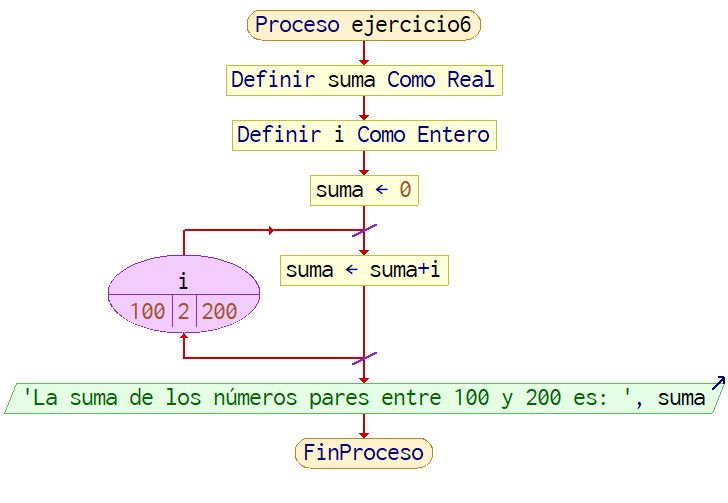 Proceso ejercicio6
Definir suma Como Real
Definir i Como Entero
suma ← 0
i
100 2 200
suma ← suma+i
'La suma de los números pares entre 100 y 200 es: ', suma
FinProceso